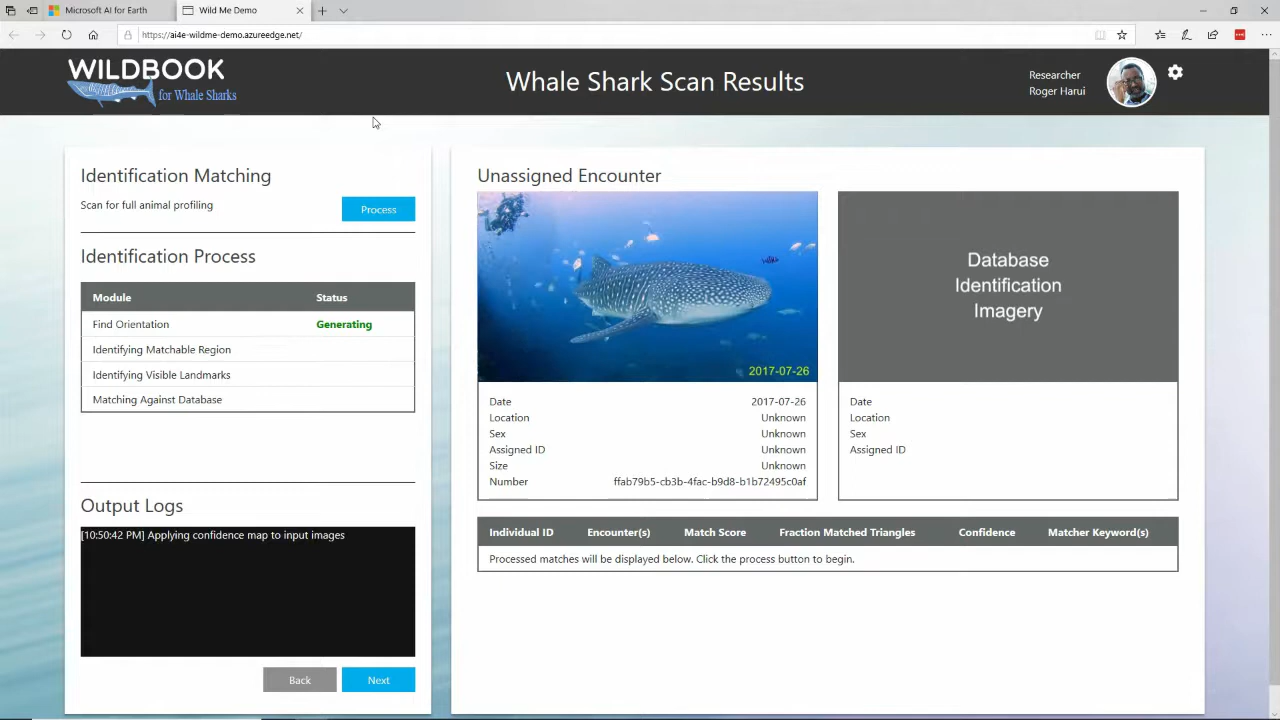 Microsoft AI for Earth
Wild Me Demo
https://ai4e-wildme-demo.azureedge.net/
WILDBOOK
for Whale Sharks
Whale Shark Scan Results
Researcher
Roger Harui
Identification Matching
Scan for full animal profiling
Process
Identification Process
Module Status
Find Orientation Generating
Identifying Matchable Region
Identifying Visible Landmarks
Matching Against Database
Output Logs
[10:50:42 PM] Applying confidence map to input images
Back Next
Unassigned Encounter
2017-07-26
Date 2017-07-26
Location Unknown
Sex Unknown
Assigned ID Unknown
Size Unknown
Number ffab79b5-cb3b-4fac-b9d8-b1b72495c0af
Database
Identification
Imagery
Date
Location
Sex
Assigned ID
Individual ID Encounter(s) Match Score Fraction Matched Triangles Confidence Matcher Keyword(s)
Processed matches will be displayed below. Click the process button to begin.